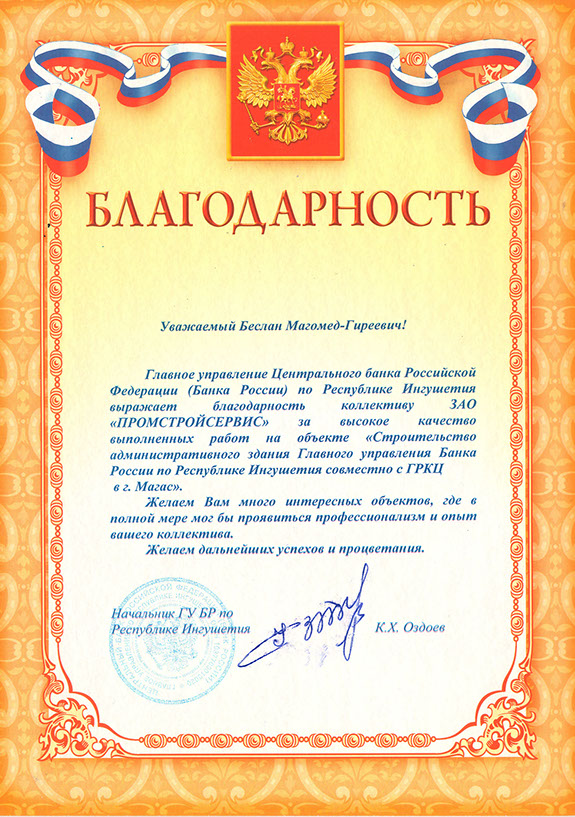 БЛАГОДАРНОСТЬ
Уважаемый Беслан Магомед-Гиреевич!
Главное управление Центрального банка Российской
Федерации (Банка России) по Республике Ингушетия
выражает благодарность коллективу ЗАО
«ПРОМСТРОЙСЕРВИС» за высокое качество
выполненных работ на объекте «Строительство
административного здания Главного управления Банка
России по Республике Ингушетия совместно с ГРКЦ
в г. Магас».
Желаем Вам много интересных объектов, где в
полной мере мог бы проявиться профессионализм и опыт
вашего коллектива.
Желаем дальнейших успехов и процветания.
Начальник ГУ БР по
Республике Ингушетия
К.Х. Оздоев